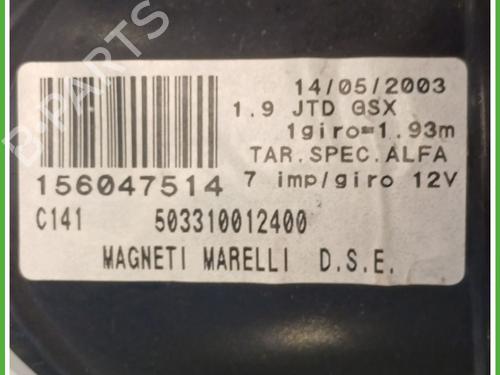 B-PARTS
14/05/2003
1.9 JTD GSX
1giro=1.93m
TAR.SPEC.ALFA
156047514 7 imp/giro 12V
C141 503310012400
MAGNETI MARELLI D.S.E.